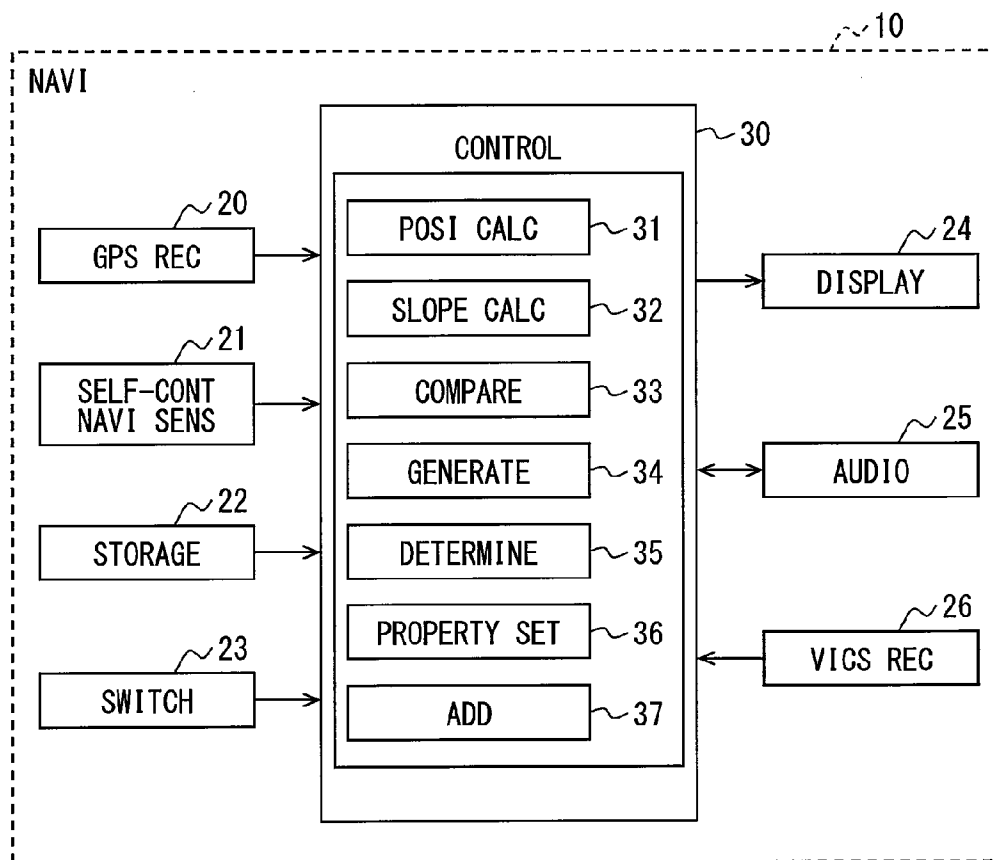 10
NAVI
CONTROL
30
20
GPS REC
21
SELF-CONT
NAVI SENS
22
STORAGE
23
SWITCH
POSI CALC
31
SLOPE CALC
32
COMPARE
33
GENERATE
34
DETERMINE
35
PROPERTY SET
36
ADD
37
24
DISPLAY
25
AUDIO
26
VICS REC